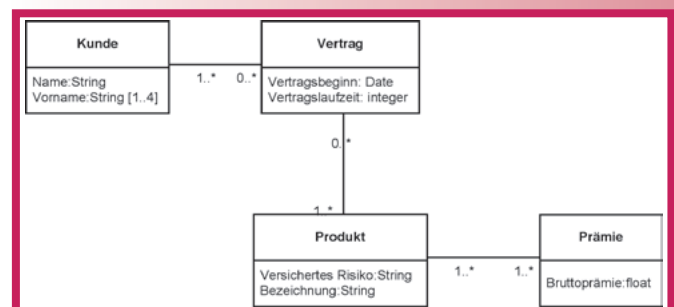 Kunde
Name:String
Vorname:String [1..4]
1..* 0..*
Vertrag
Vertragsbeginn: Date
Vertragslaufzeit: integer
0..*
1..*
Produkt
Versichertes Risiko:String
Bezeichnung:String
1..* 1..*
Prämie
Bruttoprämie:float